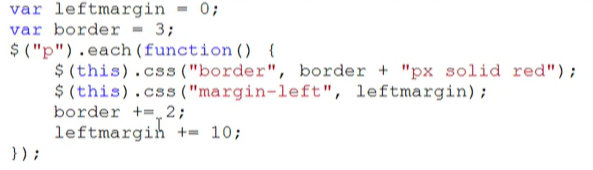 var leftmargin = 0;
var border = 3;
$("p").each(function() {
    $(this).css("border", border + "px solid red");
    $(this).css("margin-left", leftmargin);
    border += 2;
    leftmargin += 10;
});